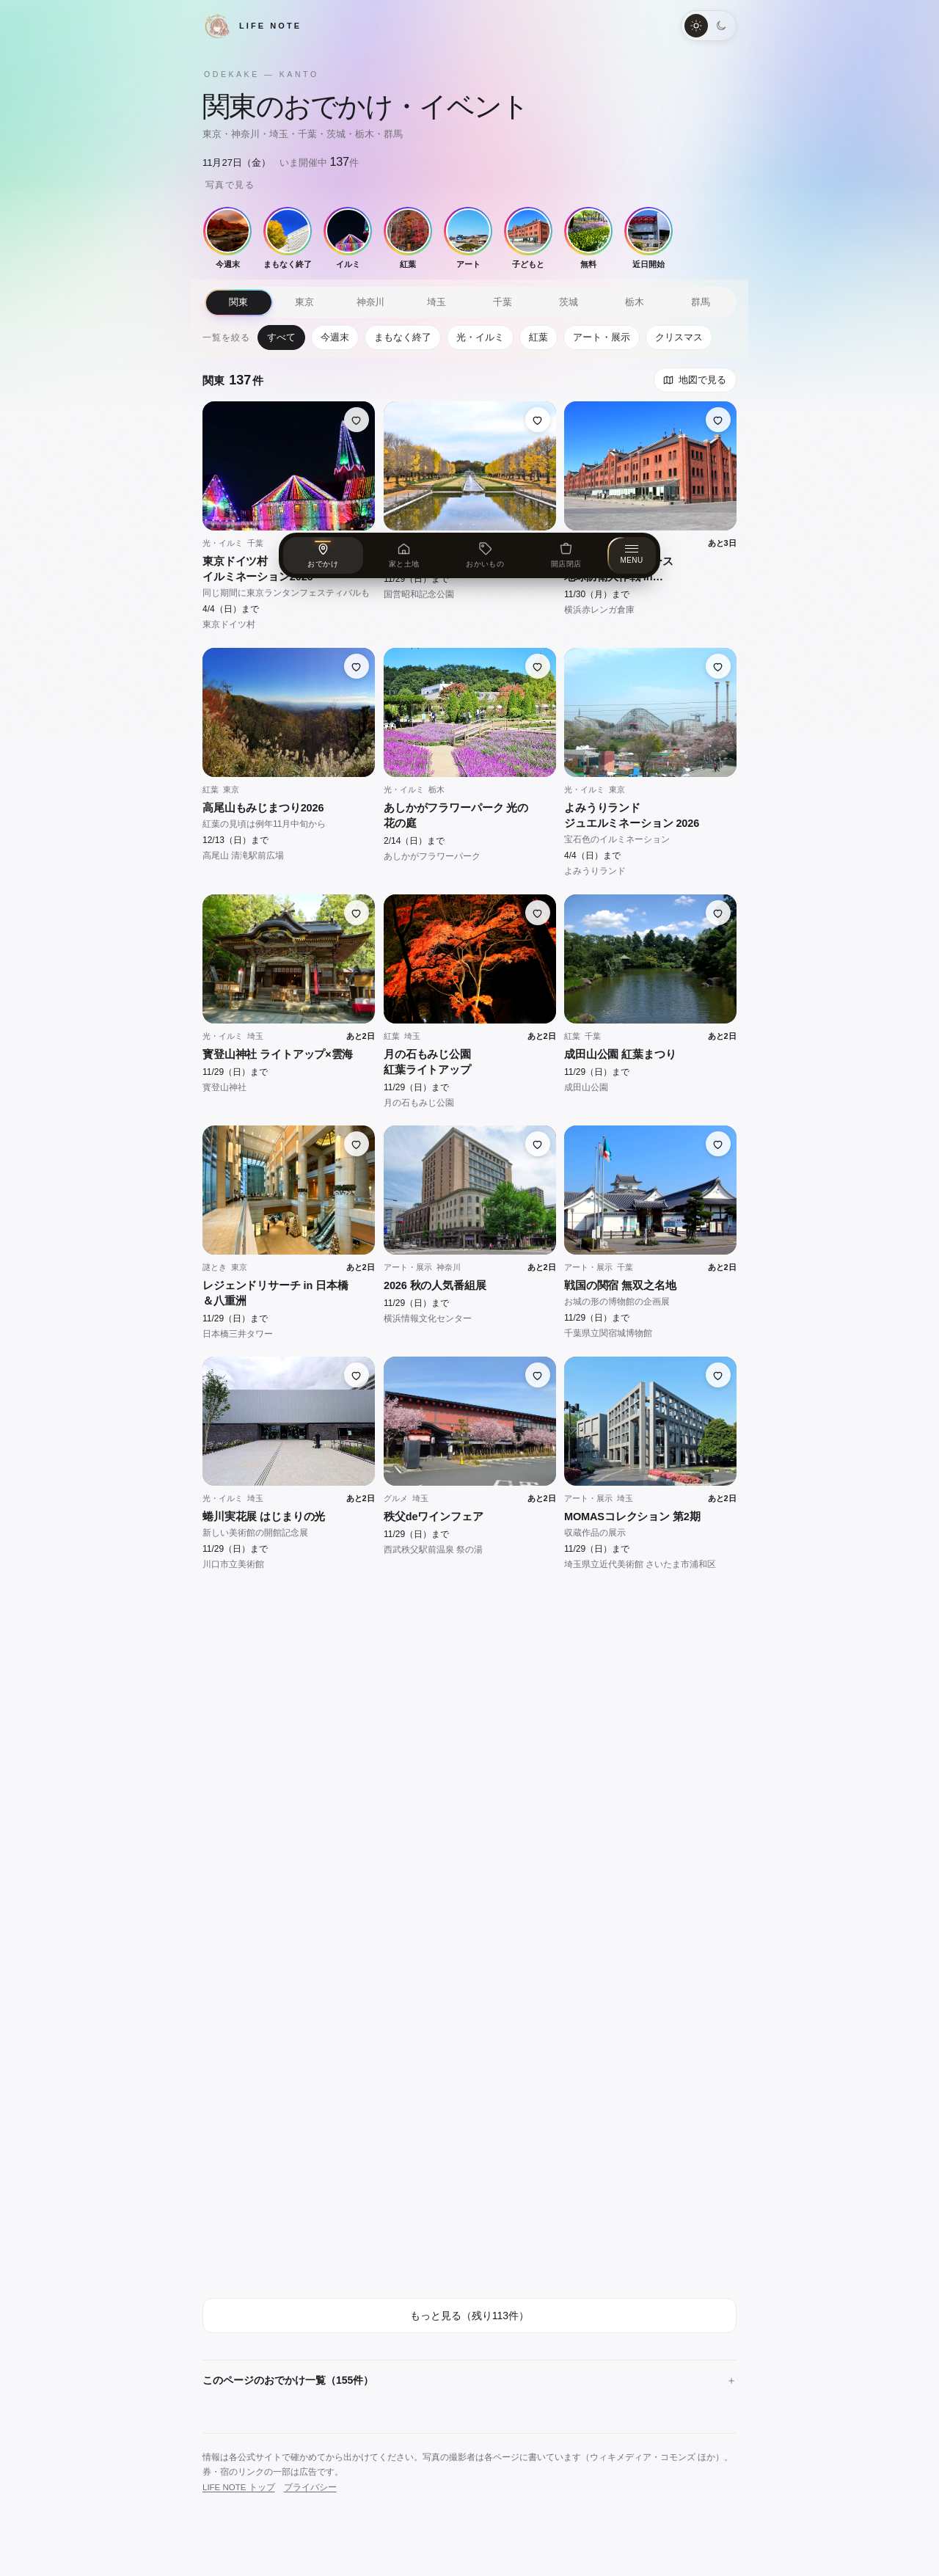 LIFE NOTE
ODEKAKE — KANTO
関東のおでかけ・イベント
東京・神奈川・埼玉・千葉・茨城・栃木・群馬
11月27日（金） いま開催中 137件
写真で見る
今週末 まもなく終了 イルミ 紅葉 アート 子どもと 無料 近日開始
関東 東京 神奈川 埼玉 千葉 茨城 栃木 群馬
一覧を絞る すべて 今週末 まもなく終了 光・イルミ 紅葉 アート・展示 クリスマス
関東 137件
地図で見る
光・イルミ 千葉
東京ドイツ村
同じ期間に東京ランタンフェスティバルも
4/4（日）まで
東京ドイツ村
国営昭和記念公園
あと3日
11/30（月）まで
横浜赤レンガ倉庫
おでかけ 家と土地 おかいもの 開店閉店 MENU
紅葉 東京
高尾山もみじまつり2026
紅葉の見頃は例年11月中旬から
12/13（日）まで
高尾山 清滝駅前広場
光・イルミ 栃木
あしかがフラワーパーク 光の
花の庭
2/14（日）まで
あしかがフラワーパーク
光・イルミ 東京
よみうりランド
ジュエルミネーション 2026
宝石色のイルミネーション
4/4（日）まで
よみうりランド
光・イルミ 埼玉 あと2日
寳登山神社 ライトアップ×雲海
11/29（日）まで
寳登山神社
紅葉 埼玉 あと2日
月の石もみじ公園
紅葉ライトアップ
11/29（日）まで
月の石もみじ公園
紅葉 千葉 あと2日
成田山公園 紅葉まつり
11/29（日）まで
成田山公園
謎とき 東京 あと2日
レジェンドリサーチ in 日本橋
＆八重洲
11/29（日）まで
日本橋三井タワー
アート・展示 神奈川 あと2日
2026 秋の人気番組展
11/29（日）まで
横浜情報文化センター
アート・展示 千葉 あと2日
戦国の関宿 無双之名地
お城の形の博物館の企画展
11/29（日）まで
千葉県立関宿城博物館
光・イルミ 埼玉 あと2日
蜷川実花展 はじまりの光
新しい美術館の開館記念展
11/29（日）まで
川口市立美術館
グルメ 埼玉 あと2日
秩父deワインフェア
11/29（日）まで
西武秩父駅前温泉 祭の湯
アート・展示 埼玉 あと2日
MOMASコレクション 第2期
収蔵作品の展示
11/29（日）まで
埼玉県立近代美術館 さいたま市浦和区
もっと見る（残り113件）
このページのおでかけ一覧（155件） +
情報は各公式サイトで確かめてから出かけてください。写真の撮影者は各ページに書いています（ウィキメディア・コモンズ ほか）。
券・宿のリンクの一部は広告です。
LIFE NOTE トップ プライバシー